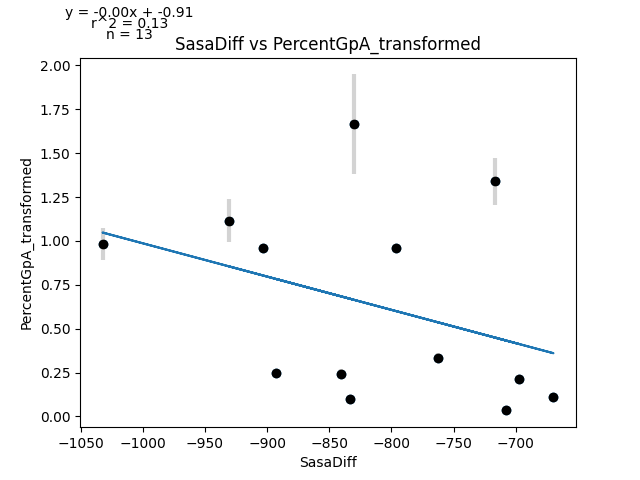 y = -0.00x + -0.91
r^2 = 0.13
n = 13
SasaDiff vs PercentGpA_transformed
PercentGpA_transformed
2.00
1.75
1.50
1.25
1.00
0.75
0.50
0.25
0.00
−1050 −1000 −950 −900 −850 −800 −750 −700
SasaDiff